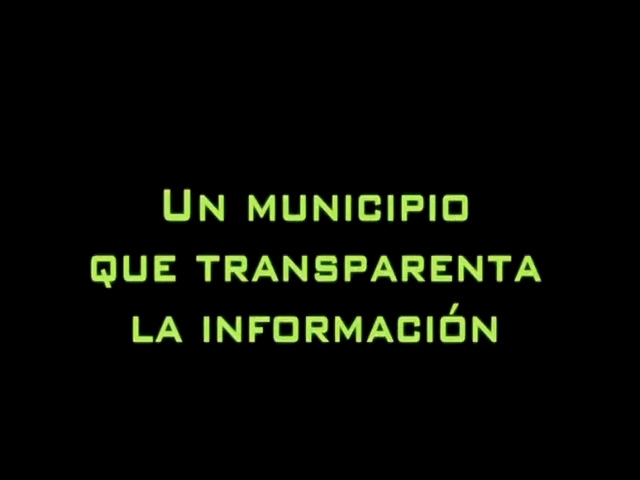 Un municipio
que transparenta
la información